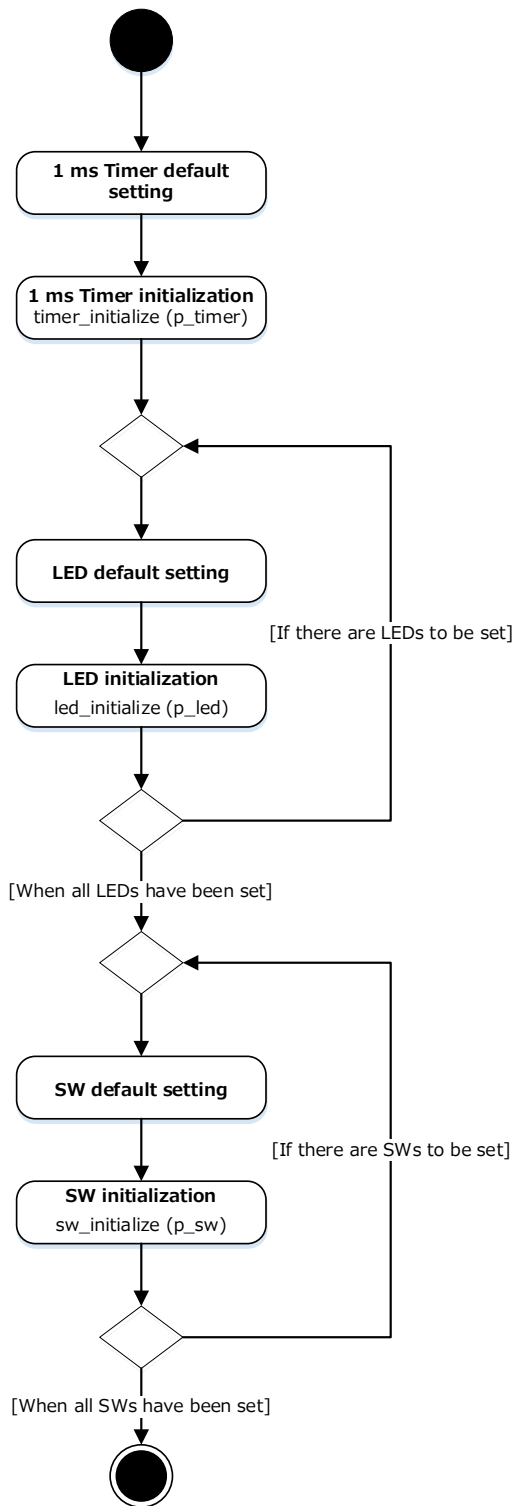 1 ms Timer default
setting
1 ms Timer initialization
timer_initialize (p_timer)
LED default setting
[If there are LEDs to be set]
LED initialization
led_initialize (p_led)
[When all LEDs have been set]
SW default setting
[If there are SWs to be set]
SW initialization
sw_initialize (p_sw)
[When all SWs have been set]